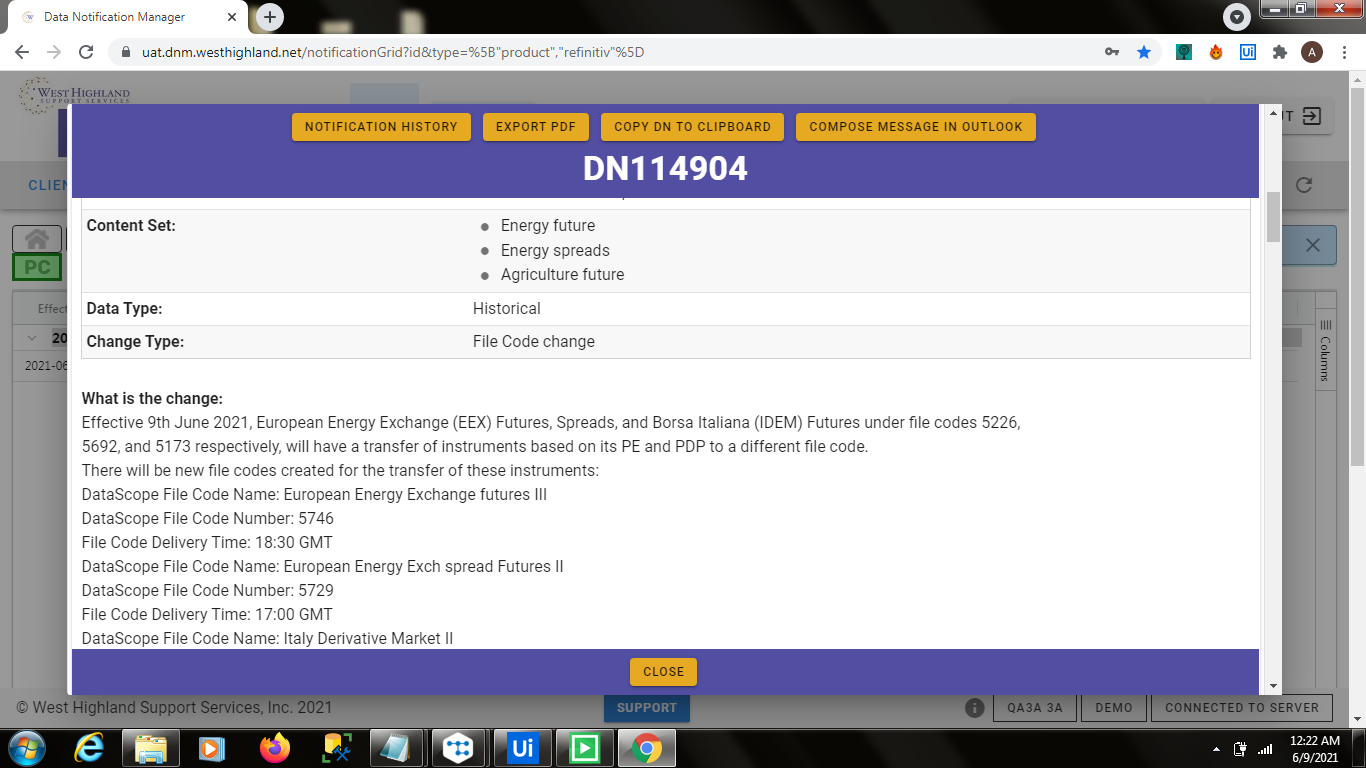 Data Notification Manager
uat.dnm.westhighland.net/notificationGrid?id&type=%5B"product","refinitiv"%5D
Ui
A
WEST HIGHLAND
SUPPORT SERVICES
NOTIFICATION HISTORY
EXPORT PDF
COPY DN TO CLIPBOARD
COMPOSE MESSAGE IN OUTLOOK
DN114904
CLIEN
PC
Effect
20
2021-06
Columns
Content Set:
Energy future
Energy spreads
Agriculture future
Data Type: Historical
Change Type: File Code change
What is the change:
Effective 9th June 2021, European Energy Exchange (EEX) Futures, Spreads, and Borsa Italiana (IDEM) Futures under file codes 5226,
5692, and 5173 respectively, will have a transfer of instruments based on its PE and PDP to a different file code.
There will be new file codes created for the transfer of these instruments:
DataScope File Code Name: European Energy Exchange futures III
DataScope File Code Number: 5746
File Code Delivery Time: 18:30 GMT
DataScope File Code Name: European Energy Exch spread Futures II
DataScope File Code Number: 5729
File Code Delivery Time: 17:00 GMT
DataScope File Code Name: Italy Derivative Market II
CLOSE
© West Highland Support Services, Inc. 2021
SUPPORT
QA3A 3A
DEMO
CONNECTED TO SERVER
Ui
12:22 AM
6/9/2021